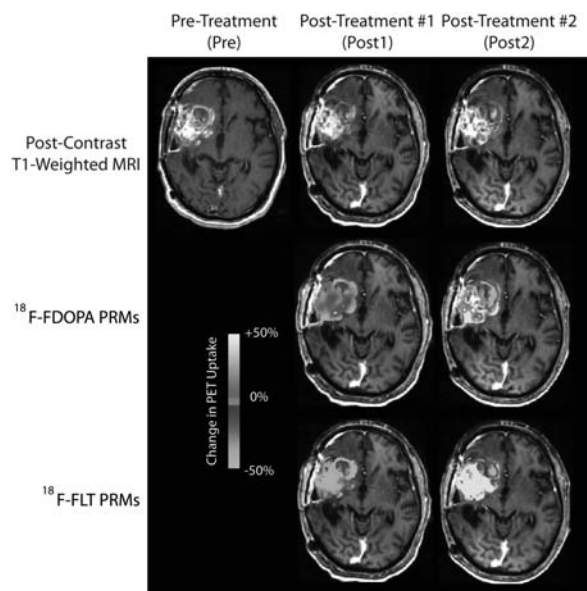 Pre-Treatment
(Pre)
Post-Treatment #1
(Post1)
Post-Treatment #2
(Post2)
Post-Contrast
T1-Weighted MRI
18F-FDOPA PRMs
Change in PET Uptake
+50%
0%
-50%
18F-FLT PRMs